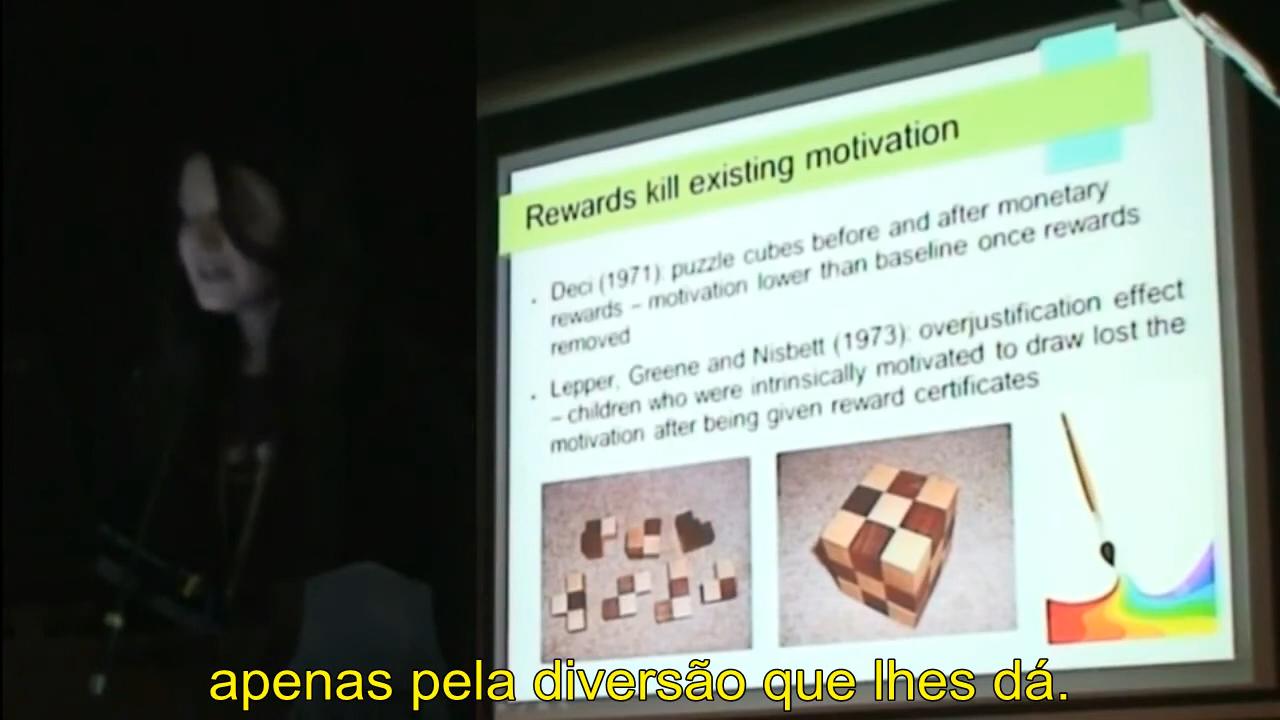 Rewards kill existing motivation
• Deci (1971): puzzle cubes before and after monetary
rewards – motivation lower than baseline once rewards
removed
• Lepper, Greene and Nisbett (1973): overjustification effect
– children who were intrinsically motivated to draw lost the
motivation after being given reward certificates
apenas pela diversão que lhes dá.